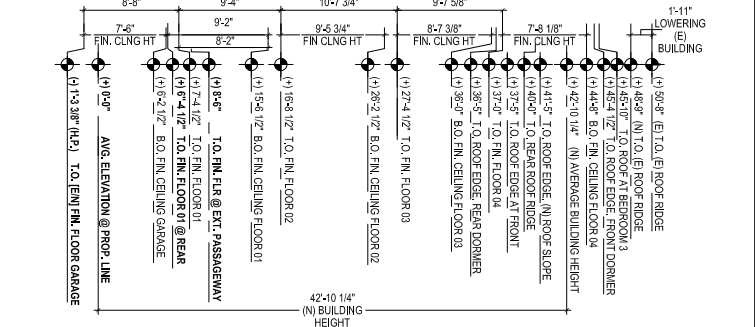 8'-8"
9'-4"
10'-7 3/4"
9'-7 5/8"
1'-11"
LOWERING
(E)
BUILDING
7'-6"
FIN. CLNG HT
9'-2"
8'-2"
9'-5 3/4"
FIN CLNG HT
8'-7 3/8"
FIN CLNG HT
7'-8 1/8"
FIN. CLNG HT
(-) 1'-3 3/8" (H.P.) T.O. [E/N] FIN. FLOOR GARAGE
(+) 0'-0" AVG. ELEVATION @ PROP. LINE
(+) 6'-2 1/2" B.O. FIN. CEILING GARAGE
(+) 6'-4 1/2" T.O. FIN. FLOOR 01 @ REAR
(+) 7'-4 1/2" T.O. FIN. FLOOR 01
(+) 8'-6" T.O. FIN. FLR @ EXT. PASSAGEWAY
(+) 15'-6 1/2" B.O. FIN. CEILING FLOOR 01
(+) 16'-8 1/2" T.O. FIN. FLOOR 02
(+) 26'-2 1/2" B.O. FIN. CEILING FLOOR 02
(+) 27'-4 1/2" T.O. FIN. FLOOR 03
(+) 36'-0" B.O. FIN. CEILING FLOOR 03
(+) 36'-5" T.O. ROOF EDGE, REAR DORMER
(+) 37'-0" T.O. FIN. FLOOR 04
(+) 37'-5" T.O. ROOF EDGE AT FRONT
(+) 40'-5" T.O. REAR ROOF RIDGE
(+) 41'-5" T.O. ROOF EDGE, (N) ROOF SLOPE
(+) 42'-10 1/4" (N) AVERAGE BUILDING HEIGHT
(+) 44'-8" B.O. FIN. CEILING FLOOR 04
(+) 45'-4 1/2" T.O. ROOF EDGE, FRONT DORMER
(+) 45'-10" T.O. ROOF AT BEDROOM 3
(+) 48'-9" (N) T.O. (E) ROOF RIDGE
(+) 50'-8" (E) T.O. (E) ROOF RIDGE
42'-10 1/4"
(N) BUILDING
HEIGHT